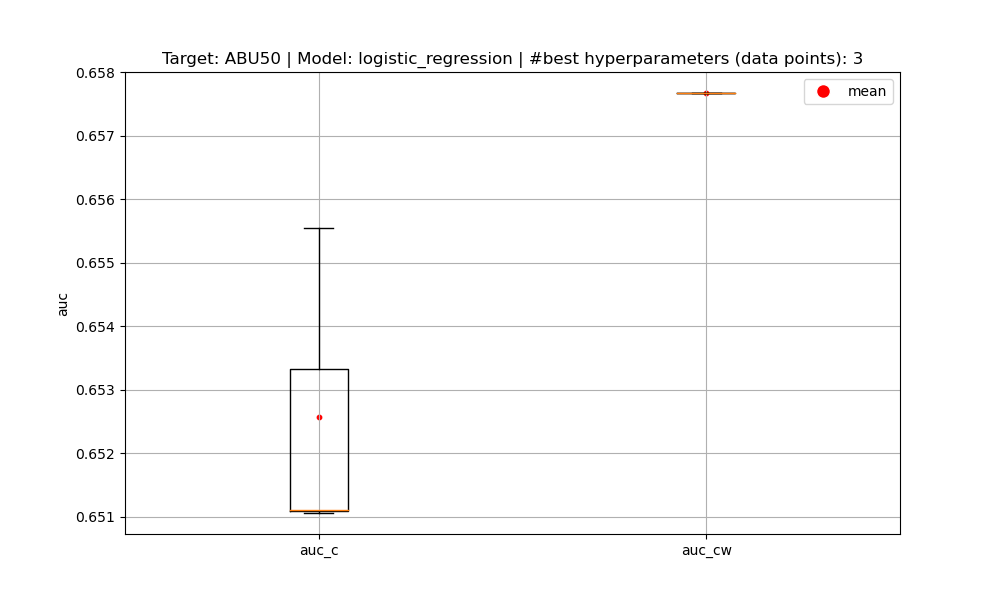 Target: ABU50 | Model: logistic_regression | #best hyperparameters (data points): 3
0.658
mean
0.657
0.656
0.655
0.654
0.653
0.652
0.651
auc
auc_c
auc_cw